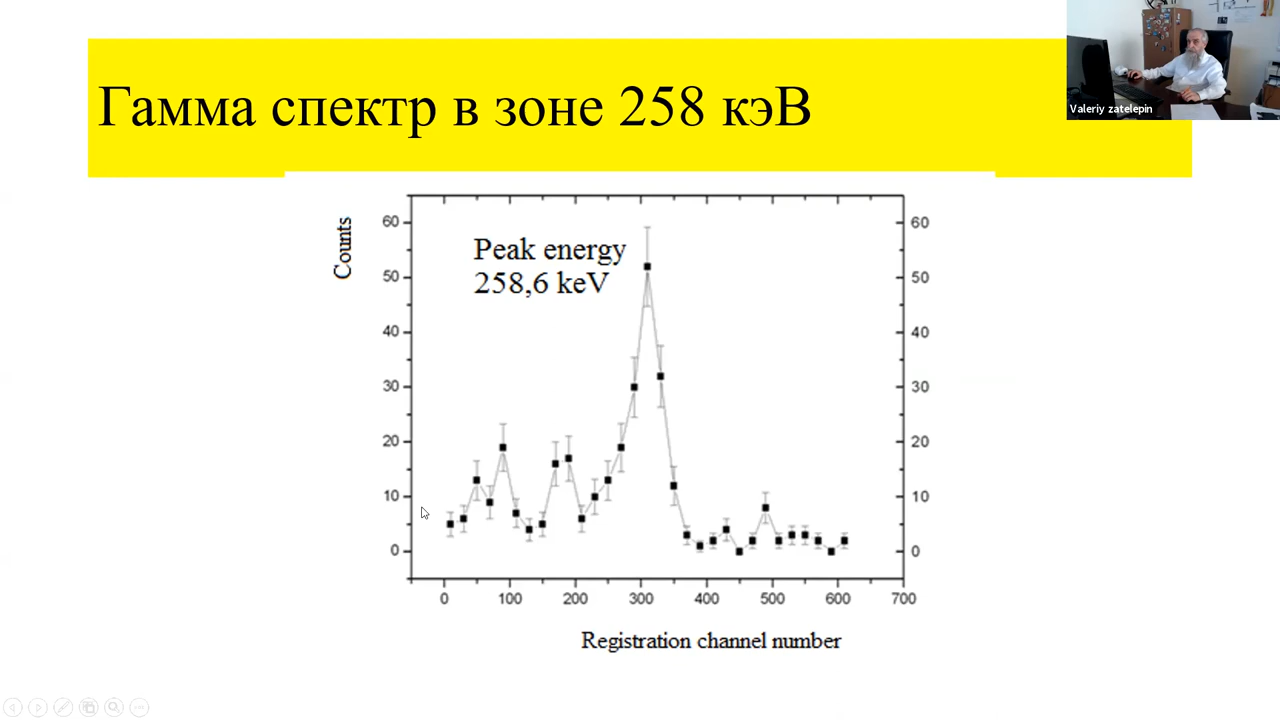 Гамма спектр в зоне 258 кэВ
Valeriy zatelepin
Counts
Peak energy
258,6 keV
60
50
40
30
20
10
0
60
50
40
30
20
10
0
0 100 200 300 400 500 600 700
Registration channel number